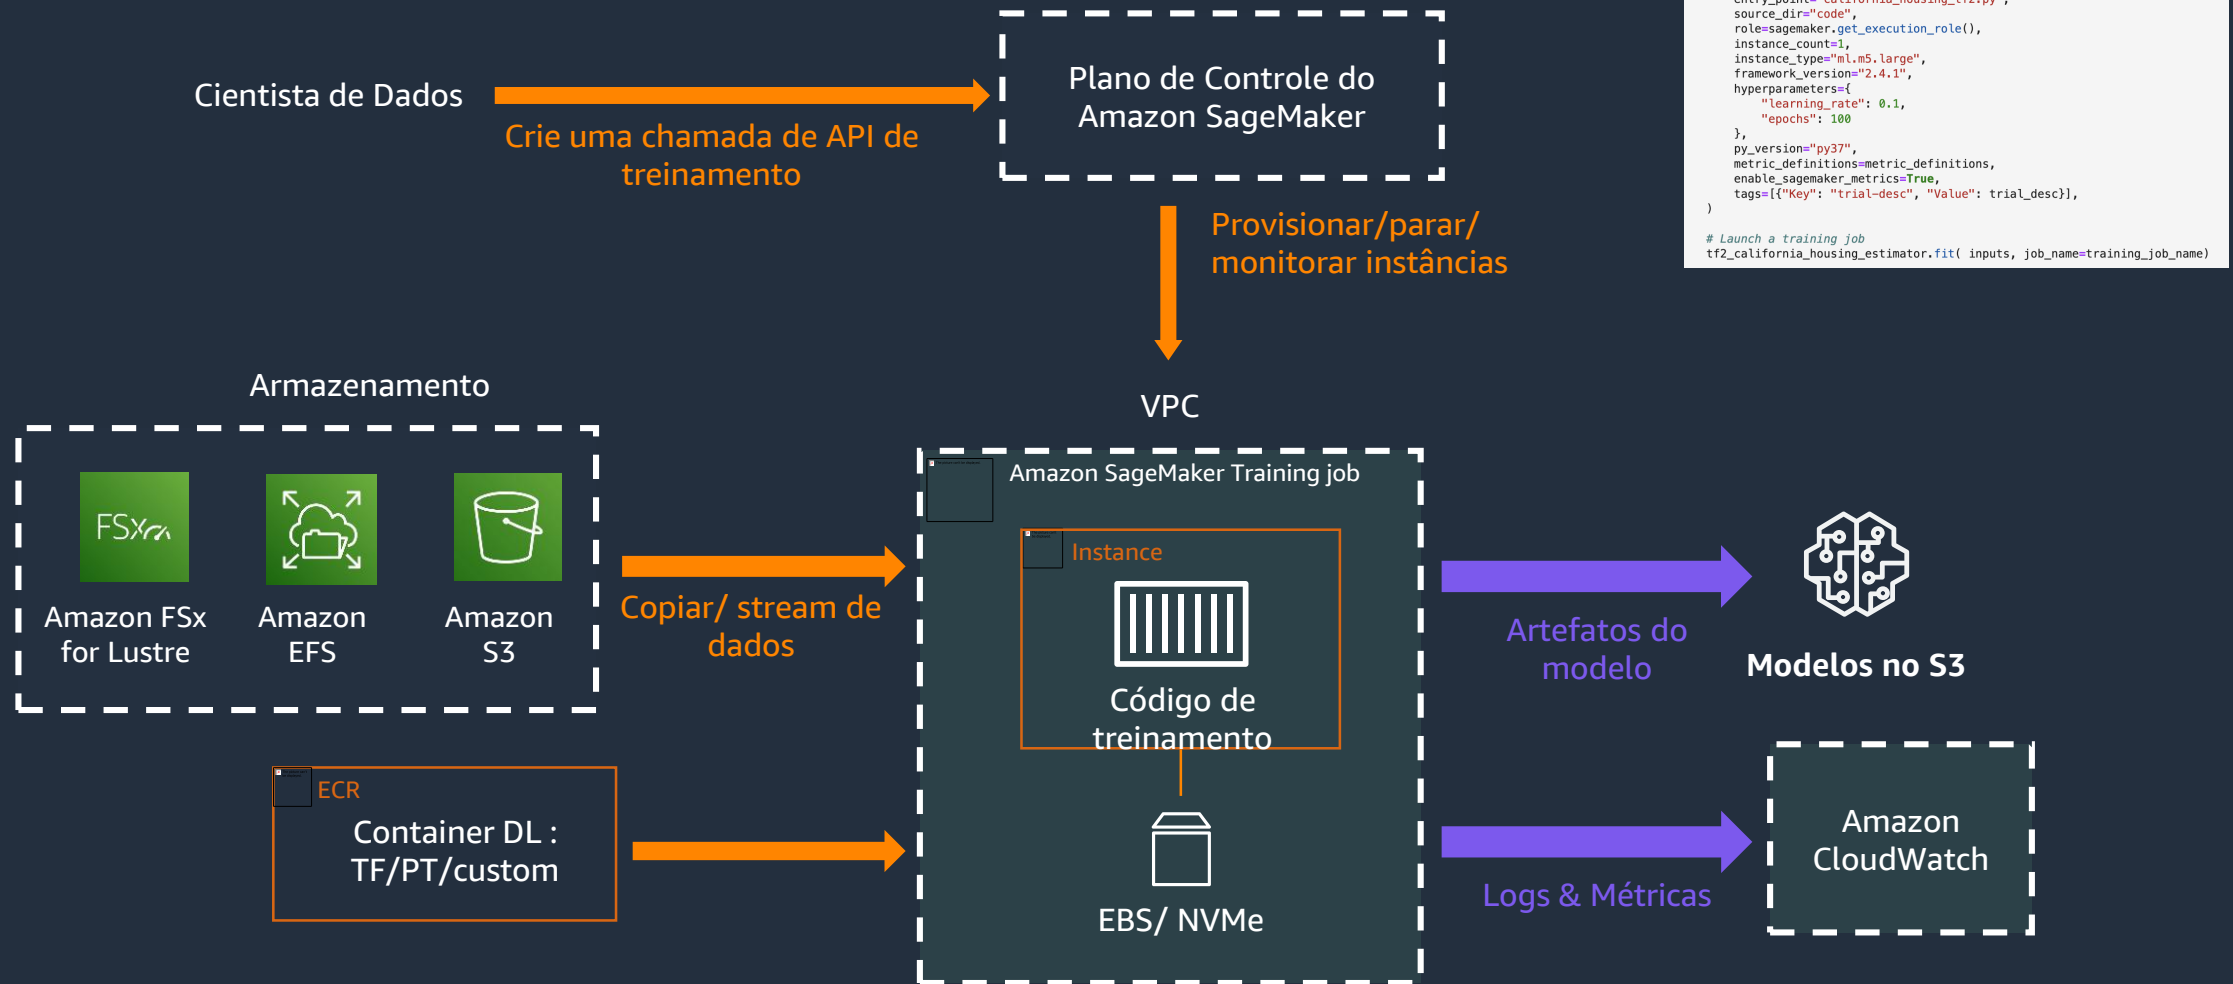 entry_point="california_housing_tf2.py",
source_dir="code",
role=sagemaker.get_execution_role(),
instance_count=1,
instance_type="ml.m5.large",
framework_version="2.4.1",
hyperparameters={
"learning_rate": 0.1,
"epochs": 100
},
py_version="py37",
metric_definitions=metric_definitions,
enable_sagemaker_metrics=True,
tags=[{"Key": "trial-desc", "Value": trial_desc}],
)
# Launch a training job
tf2_california_housing_estimator.fit( inputs, job_name=training_job_name)
Cientista de Dados
Crie uma chamada de API de
treinamento
Plano de Controle do
Amazon SageMaker
Provisionar/parar/
monitorar instâncias
Armazenamento
FSx
Amazon FSx
for Lustre
Amazon
EFS
Amazon
S3
Copiar/ stream de
dados
ECR
Container DL :
TF/PT/custom
VPC
Amazon SageMaker Training job
Instance
Código de
treinamento
EBS/ NVMe
Artefatos do
modelo
Modelos no S3
Logs & Métricas
Amazon
CloudWatch